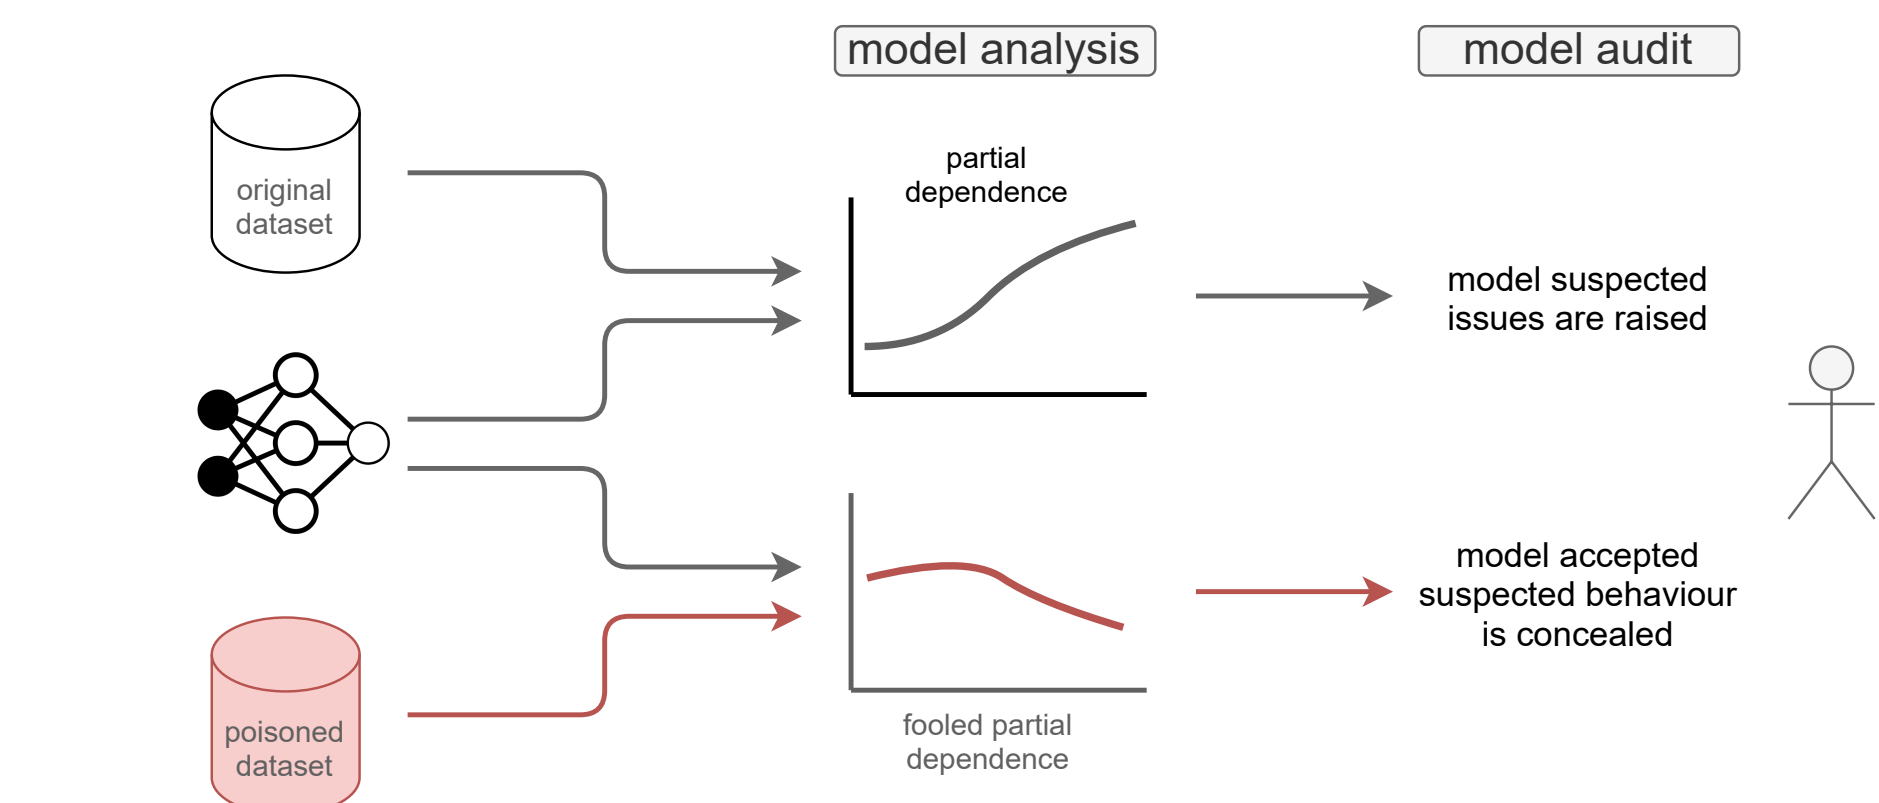 model analysis
model audit
original
dataset
partial
dependence
model suspected
issues are raised
poisoned
dataset
fooled partial
dependence
model accepted
suspected behaviour
is concealed